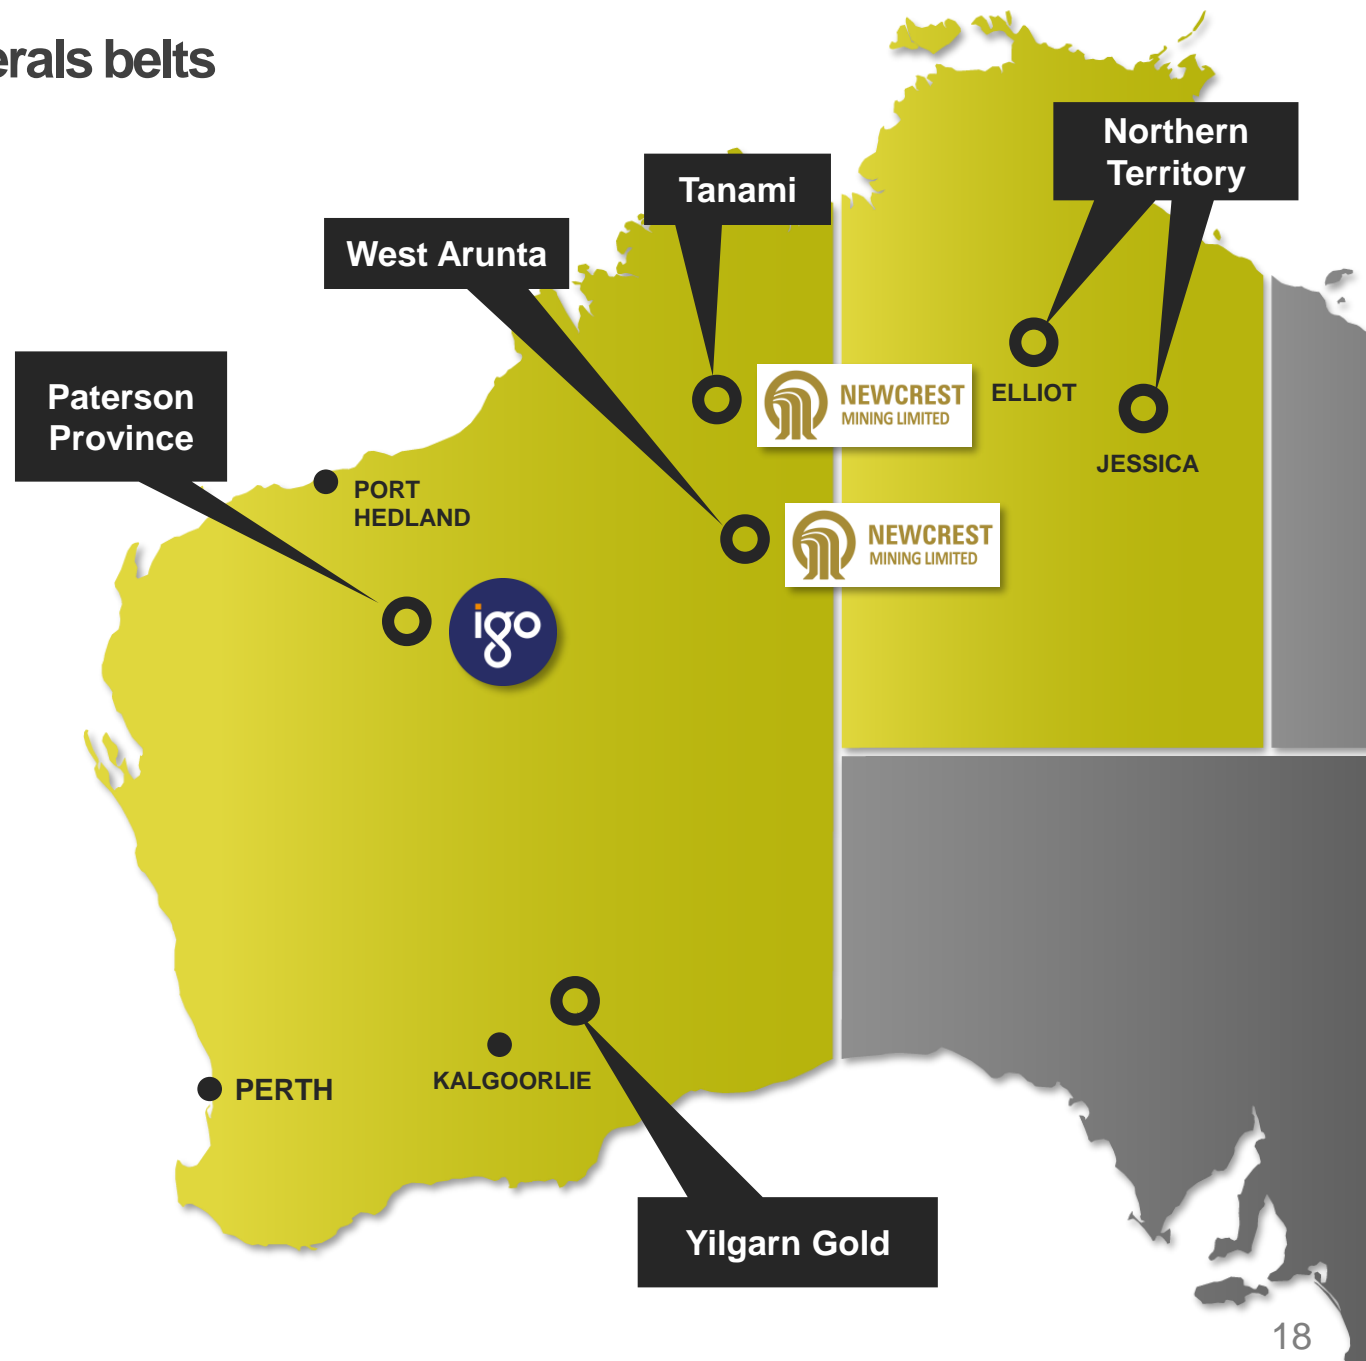 erals belts
Northern
Territory
Tanami
West Arunta
Paterson
Province
NEWCREST
MINING LIMITED
ELLIOT
JESSICA
PORT
HEDLAND
NEWCREST
MINING LIMITED
igo
KALGOORLIE
PERTH
Yilgarn Gold
18